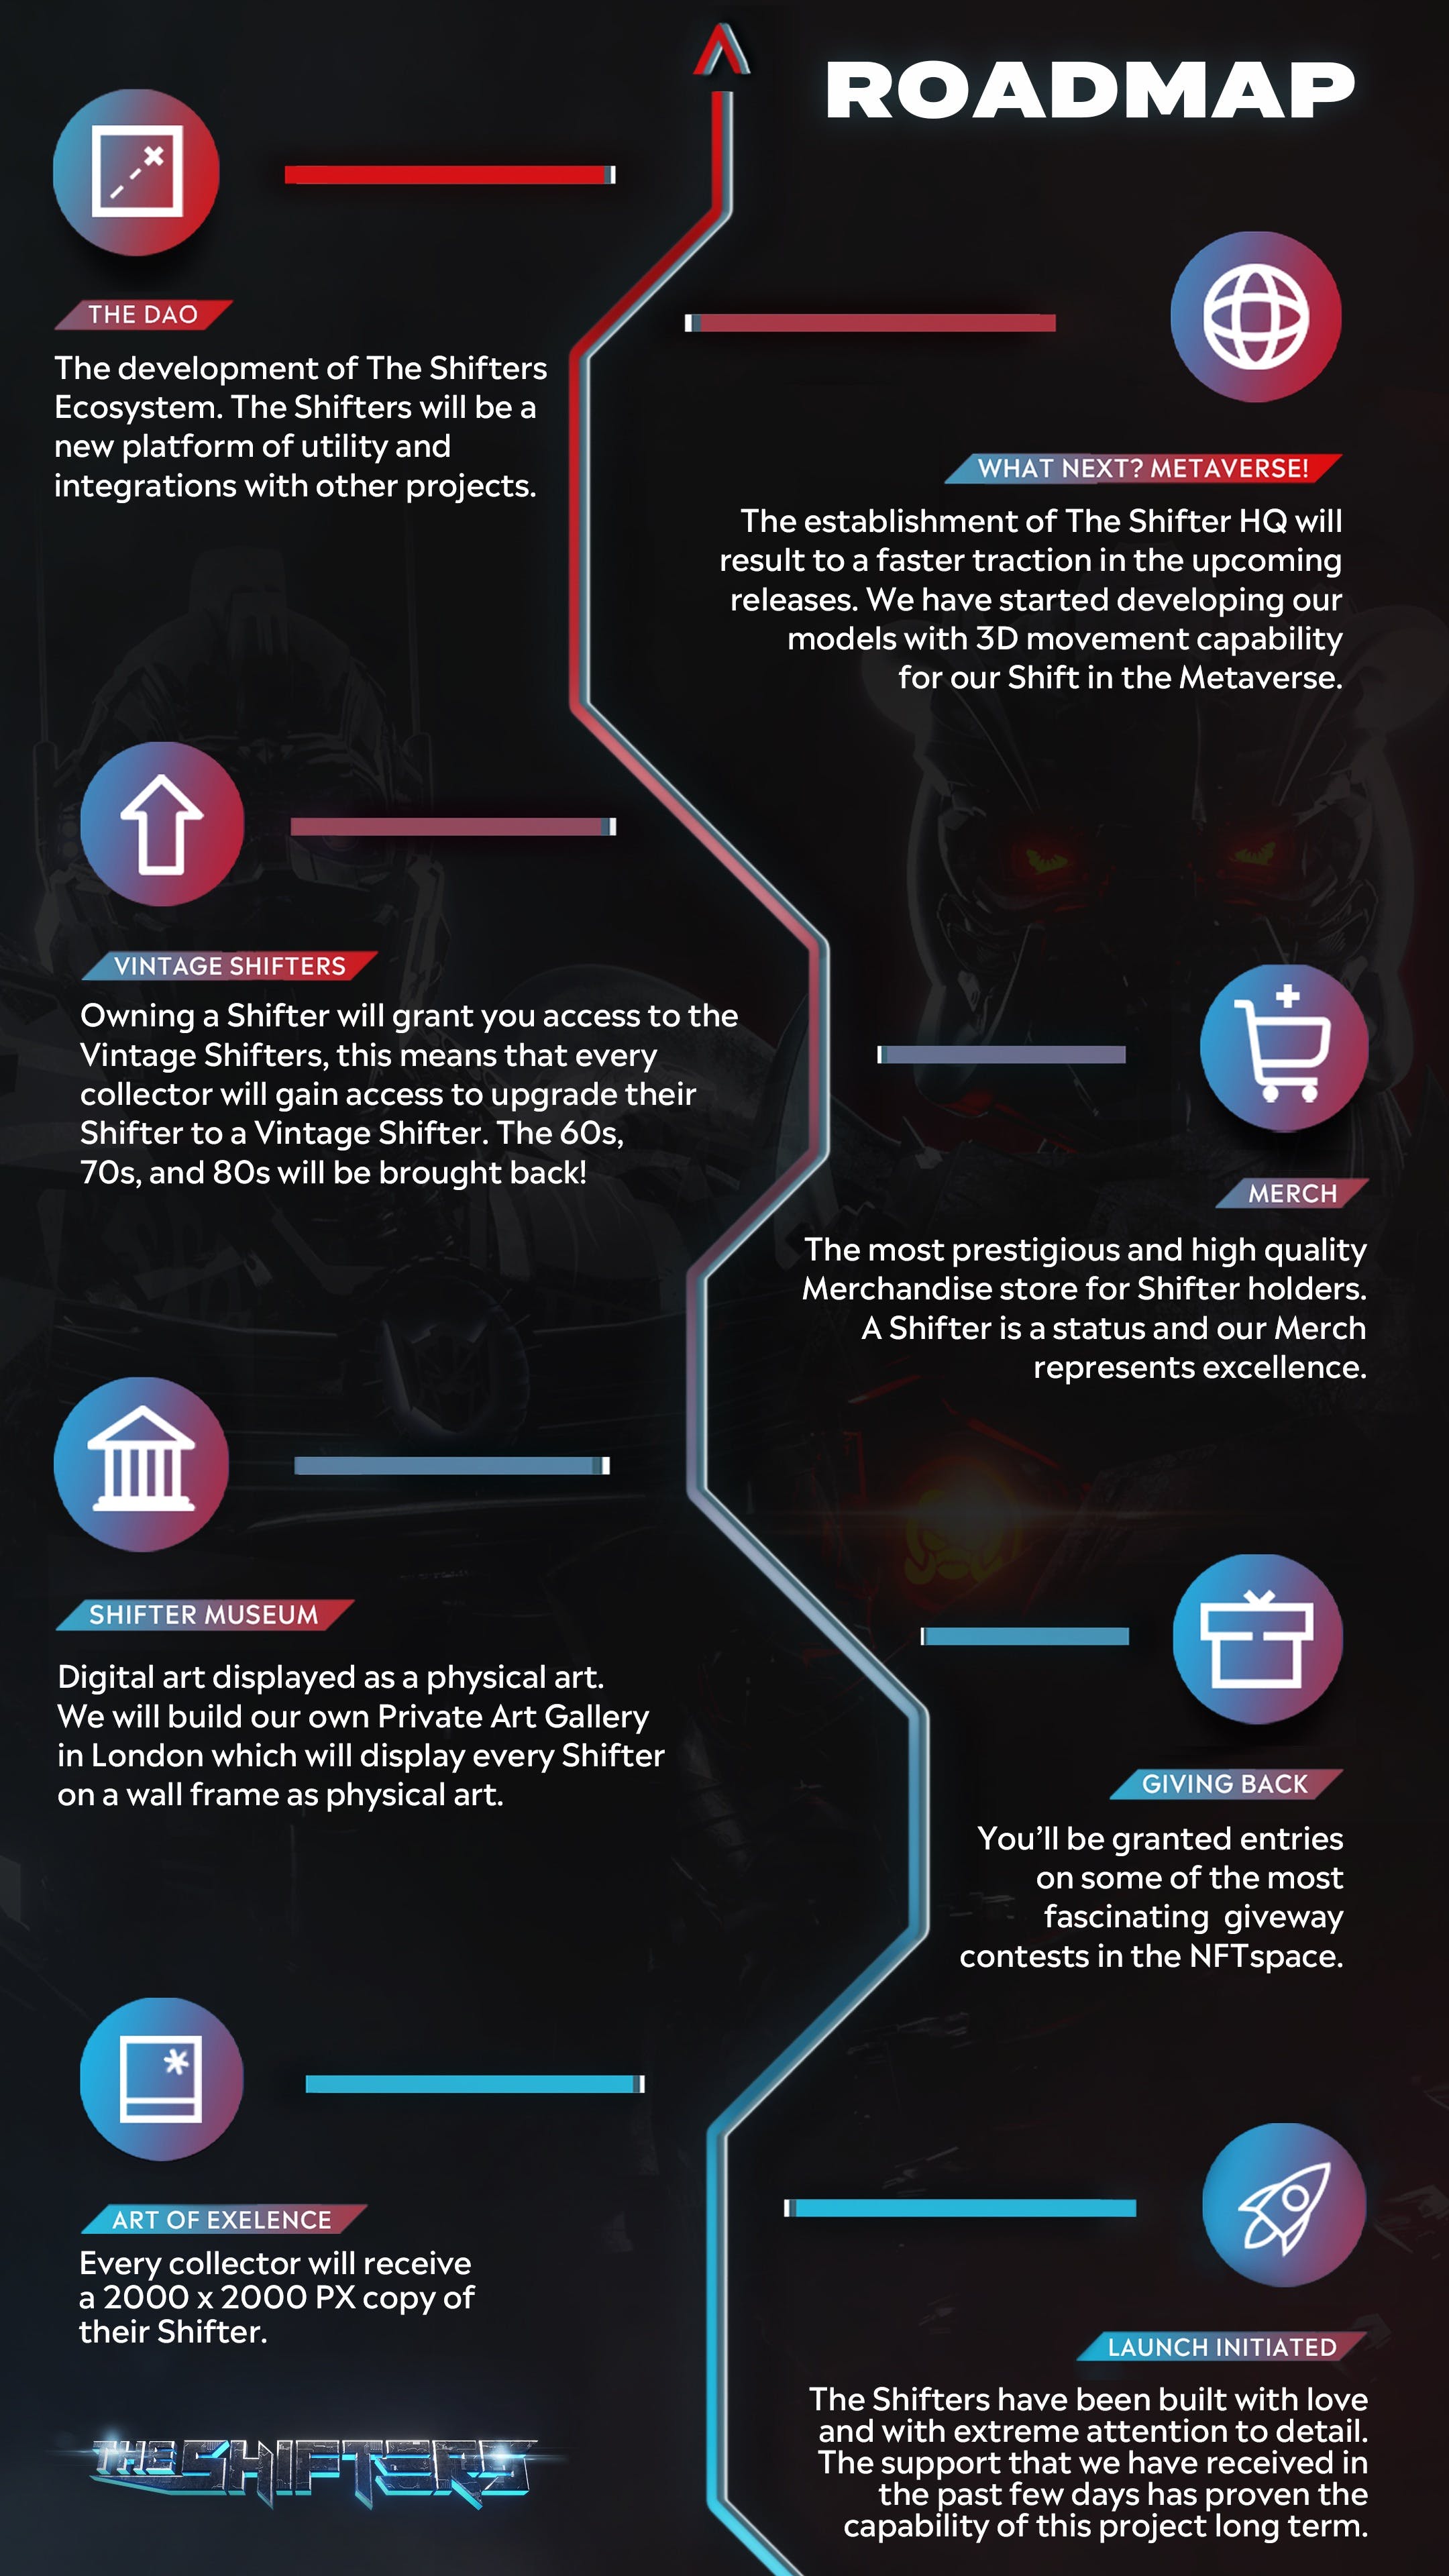 ROADMAP
THE DAO
The development of The Shifters
Ecosystem. The Shifters will be a
new platform of utility and
integrations with other projects.
WHAT NEXT? METAVERSE!
The establishment of The Shifter HQ will
result to a faster traction in the upcoming
releases. We have started developing our
models with 3D movement capability
for our Shift in the Metaverse.
VINTAGE SHIFTERS
Owning a Shifter will grant you access to the
Vintage Shifters, this means that every
collector will gain access to upgrade their
Shifter to a Vintage Shifter. The 60s,
70s, and 80s will be brought back!
MERCH
The most prestigious and high quality
Merchandise store for Shifter holders.
A Shifter is a status and our Merch
represents excellence.
SHIFTER MUSEUM
Digital art displayed as a physical art.
We will build our own Private Art Gallery
in London which will display every Shifter
on a wall frame as physical art.
GIVING BACK
You’ll be granted entries
on some of the most
fascinating giveway
contests in the NFTspace.
ART OF EXELENCE
Every collector will receive
a 2000 x 2000 PX copy of
their Shifter.
LAUNCH INITIATED
The Shifters have been built with love
and with extreme attention to detail.
The support that we have received in
the past few days has proven the
capability of this project long term.
THE SHIFTERS